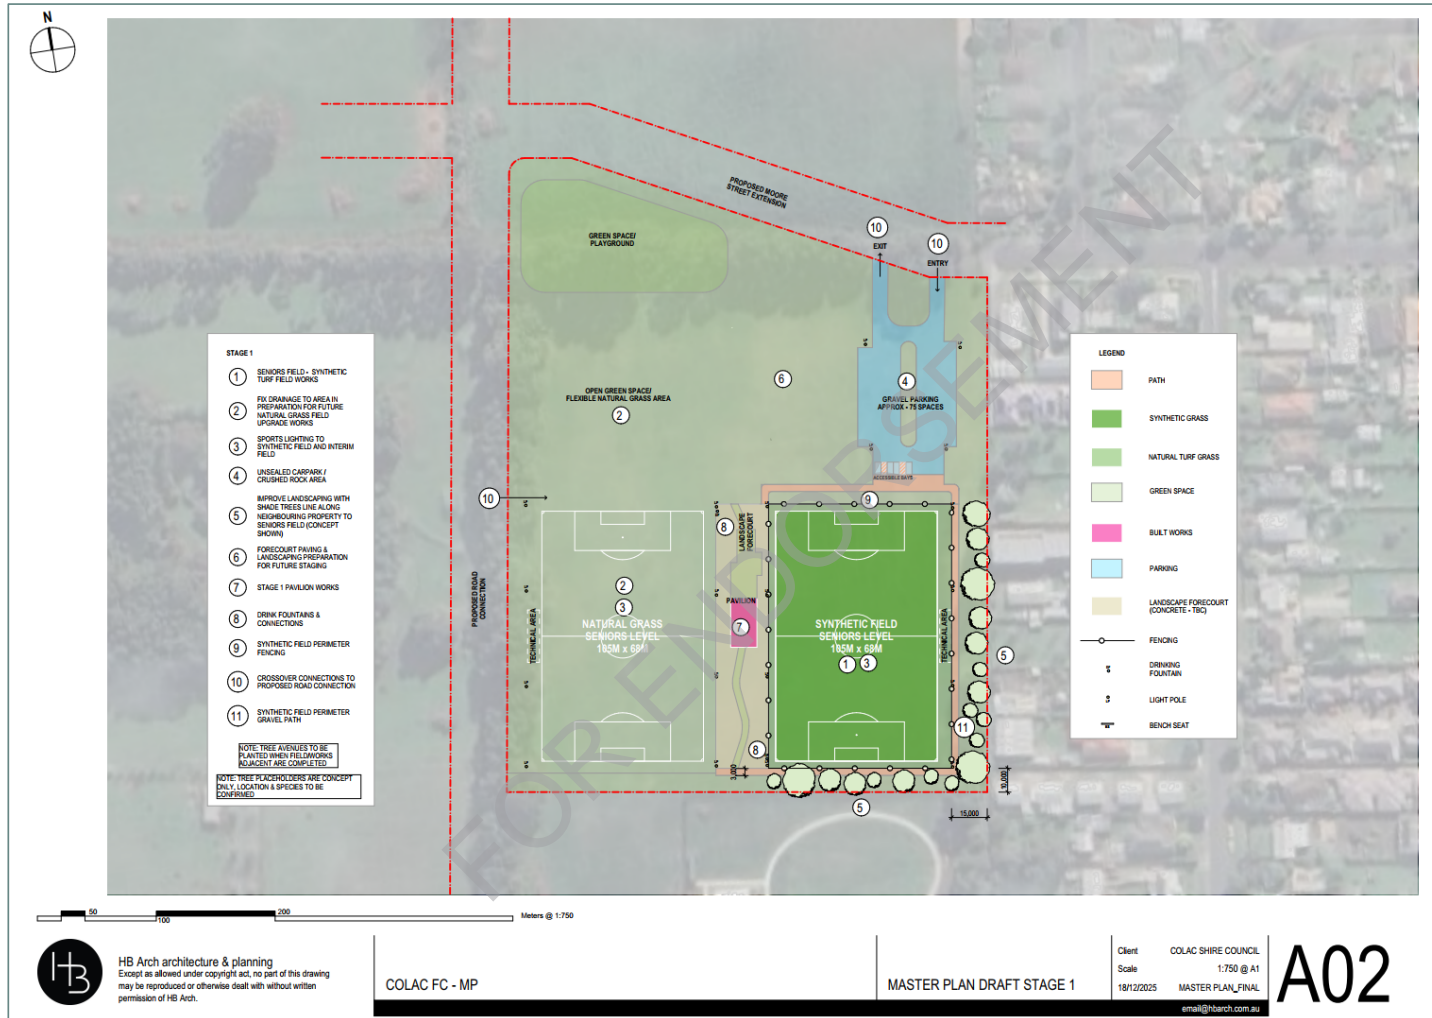 N
PROPOSED MOORE
STREET EXTENSION
GREEN SPACE/
PLAYGROUND
10
EXIT
10
ENTRY
OPEN GREEN SPACE/
FLEXIBLE NATURAL GRASS AREA
2
6
4
GRAVEL PARKING
APPROX - 75 SPACES
ACCESSIBLE BAYS
10
9
8
LANDSCAPE
FORECOURT
PROPOSED ROAD
CONNECTION
TECHNICAL AREA
2
3
NATURAL GRASS
SENIORS LEVEL
105M x 68M
PAVILION
7
SYNTHETIC FIELD
SENIORS LEVEL
105M x 68M
1
3
TECHNICAL AREA
5
11
8
3,000
5
10,000
15,000
FOR ENDORSEMENT
STAGE 1
1 SENIORS FIELD - SYNTHETIC
TURF FIELD WORKS
2 FIX DRAINAGE TO AREA IN
PREPARATION FOR FUTURE
NATURAL GRASS FIELD
UPGRADE WORKS
3 SPORTS LIGHTING TO
SYNTHETIC FIELD AND INTERIM
FIELD
4 UNSEALED CARPARK /
CRUSHED ROCK AREA
5 IMPROVE LANDSCAPING WITH
SHADE TREES LINE ALONG
NEIGHBOURING PROPERTY TO
SENIORS FIELD (CONCEPT
SHOWN)
6 FORECOURT PAVING &
LANDSCAPING PREPARATION
FOR FUTURE STAGING
7 STAGE 1 PAVILION WORKS
8 DRINK FOUNTAINS &
CONNECTIONS
9 SYNTHETIC FIELD PERIMETER
FENCING
10 CROSSOVER CONNECTIONS TO
PROPOSED ROAD CONNECTION
11 SYNTHETIC FIELD PERIMETER
GRAVEL PATH
NOTE: TREE AVENUES TO BE
PLANTED WHEN FIELDWORKS
ADJACENT ARE COMPLETED
NOTE: TREE PLACEHOLDERS ARE CONCEPT
ONLY, LOCATION & SPECIES TO BE
CONFIRMED
LEGEND
PATH
SYNTHETIC GRASS
NATURAL TURF GRASS
GREEN SPACE
BUILT WORKS
PARKING
LANDSCAPE FORECOURT
(CONCRETE - TBC)
FENCING
DRINKING
FOUNTAIN
LIGHT POLE
BENCH SEAT
50
100
200
Meters @ 1:750
HB
HB Arch architecture & planning
Except as allowed under copyright act, no part of this drawing
may be reproduced or otherwise dealt with without written
permission of HB Arch.
COLAC FC - MP
MASTER PLAN DRAFT STAGE 1
Client COLAC SHIRE COUNCIL
Scale 1:750 @ A1
18/12/2025 MASTER PLAN_FINAL
email@hbarch.com.au
A02